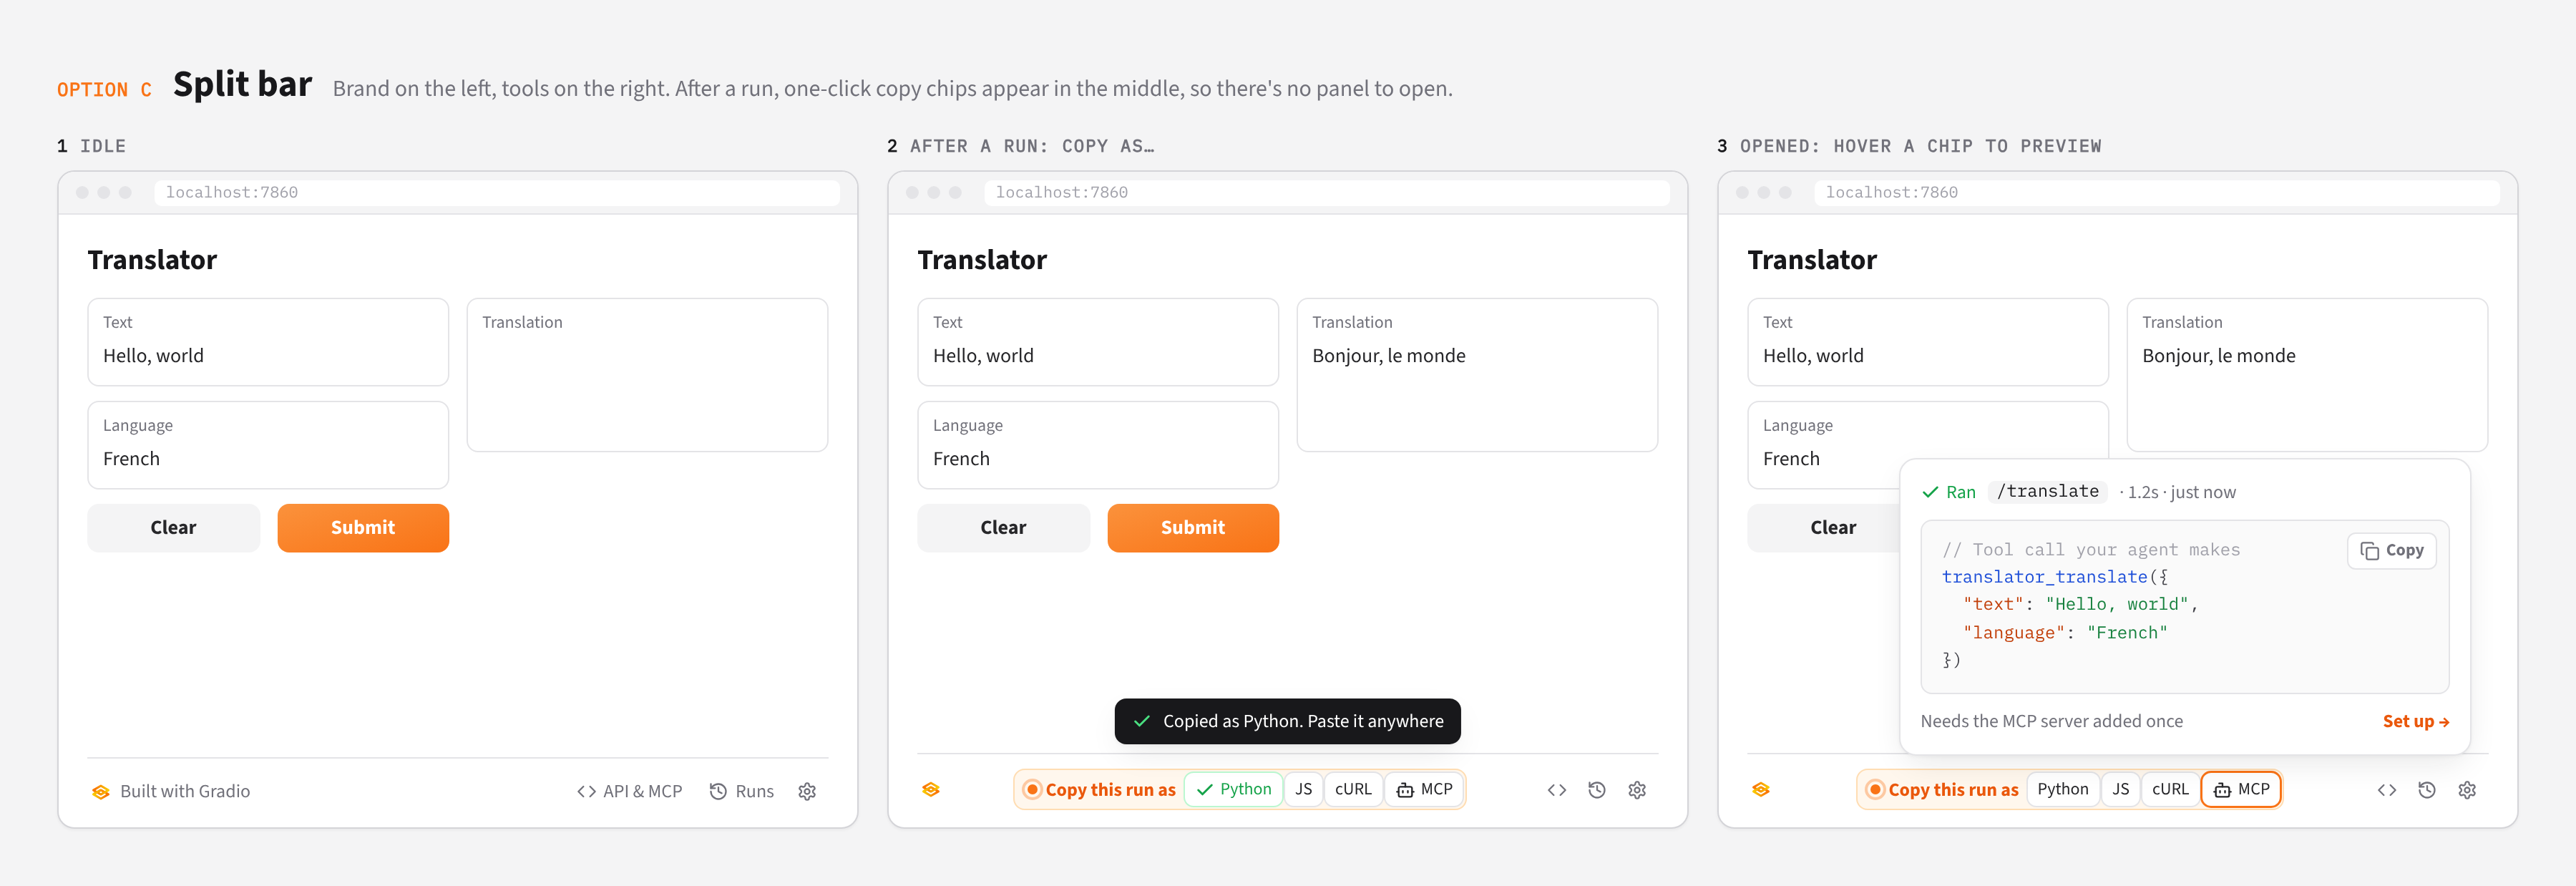 OPTION C Split bar Brand on the left, tools on the right. After a run, one-click copy chips appear in the middle, so there's no panel to open.
1 IDLE
localhost:7860
Translator
Text
Hello, world
Translation
Language
French
Clear
Submit
Built with Gradio
API & MCP
Runs
2 AFTER A RUN: COPY AS…
localhost:7860
Translator
Text
Hello, world
Translation
Bonjour, le monde
Language
French
Clear
Submit
Copied as Python. Paste it anywhere
Copy this run as
Python
JS
cURL
MCP
3 OPENED: HOVER A CHIP TO PREVIEW
localhost:7860
Translator
Text
Hello, world
Translation
Bonjour, le monde
Language
French
Clear
Ran /translate · 1.2s · just now
Copy
// Tool call your agent makes
translator_translate({
"text": "Hello, world",
"language": "French"
})
Needs the MCP server added once
Set up →
Copy this run as
Python
JS
cURL
MCP